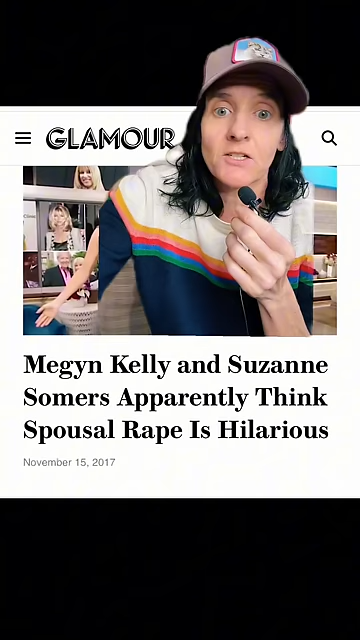 GLAMOUR
Megyn Kelly and Suzanne
Somers Apparently Think
Spousal Rape Is Hilarious
November 15, 2017